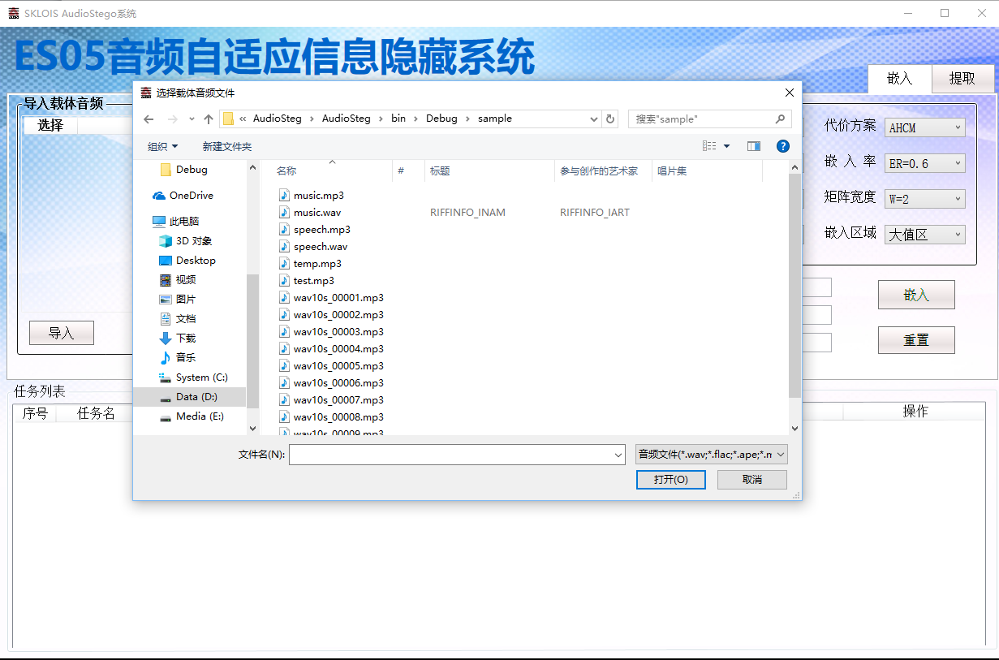 SKLOIS AudioStego系统
ES05音频自适应信息隐藏系统
嵌入 提取
导入载体音频
选择
导入
选择载体音频文件
« AudioSteg › AudioSteg › bin › Debug › sample
搜索"sample"
组织 新建文件夹
Debug
OneDrive
此电脑
3D 对象
Desktop
视频
图片
文档
下载
音乐
System (C:)
Data (D:)
Media (E:)
名称 # 标题 参与创作的艺术家 唱片集
music.mp3
music.wav RIFFINFO_INAM RIFFINFO_IART
speech.mp3
speech.wav
temp.mp3
test.mp3
wav10s_00001.mp3
wav10s_00002.mp3
wav10s_00003.mp3
wav10s_00004.mp3
wav10s_00005.mp3
wav10s_00006.mp3
wav10s_00007.mp3
wav10s_00008.mp3
wav10s_00009.mp3
文件名(N): 音频文件(*.wav;*.flac;*.ape;*.m
打开(O) 取消
代价方案 AHCM
嵌入率 ER=0.6
矩阵宽度 W=2
嵌入区域 大值区
嵌入
重置
任务列表
序号 任务名 操作